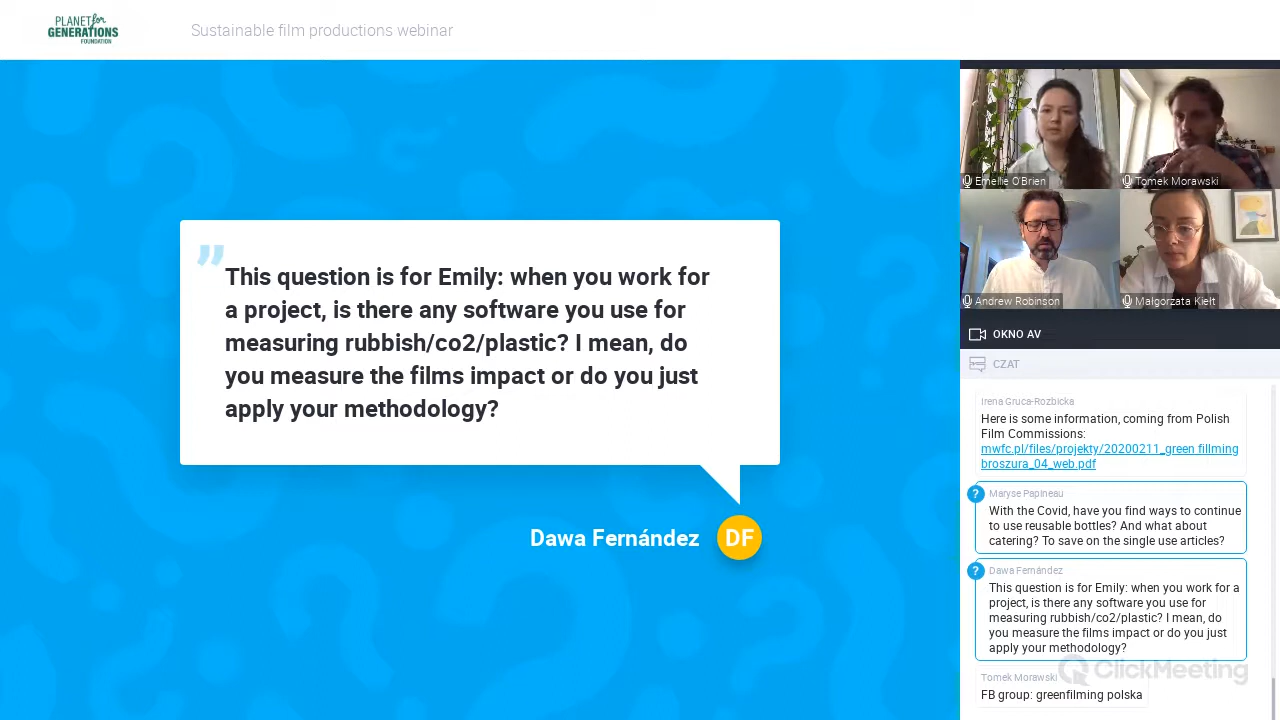 PLANET for
GENERATIONS
FOUNDATION
Sustainable film productions webinar
”
This question is for Emily: when you work for
a project, is there any software you use for
measuring rubbish/co2/plastic? I mean, do
you measure the films impact or do you just
apply your methodology?
Dawa Fernández
DF
Emellie O'Brien
Tomek Morawski
Andrew Robinson
Małgorzata Kiełt
OKNO AV
CZAT
Irena Gruca-Rozbicka
Here is some information, coming from Polish
Film Commissions:
mwfc.pl/files/projekty/20200211_green fillming
broszura_04_web.pdf
?
Maryse Papineau
With the Covid, have you find ways to continue
to use reusable bottles? And what about
catering? To save on the single use articles?
?
Dawa Fernández
This question is for Emily: when you work for a
project, is there any software you use for
measuring rubbish/co2/plastic? I mean, do
you measure the films impact or do you just
apply your methodology?
ClickMeeting
Tomek Morawski
FB group: greenfilming polska